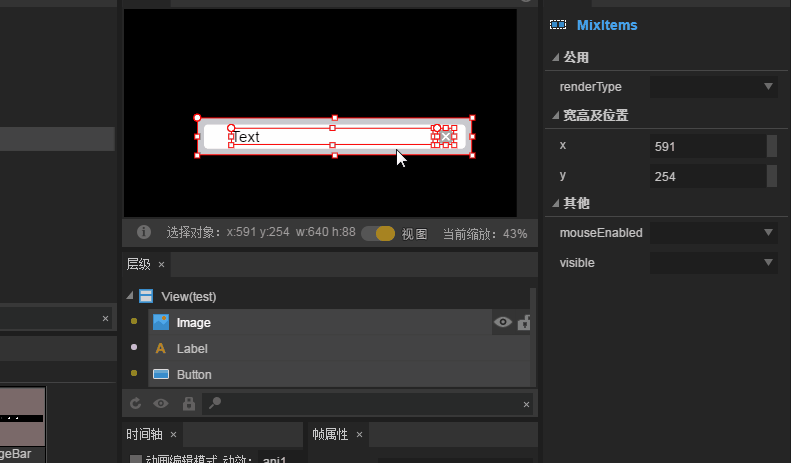 MixItems
公用
renderType
宽高及位置
x 591
y 254
其他
mouseEnabled
visible
Text
选择对象: x:591 y:254 w:640 h:88 视图 当前缩放: 43%
层级 ×
View(test)
Image
Label
Button
×
×
时间轴 × 帧属性 ×
动画编辑模式 动效: ani1
geBar